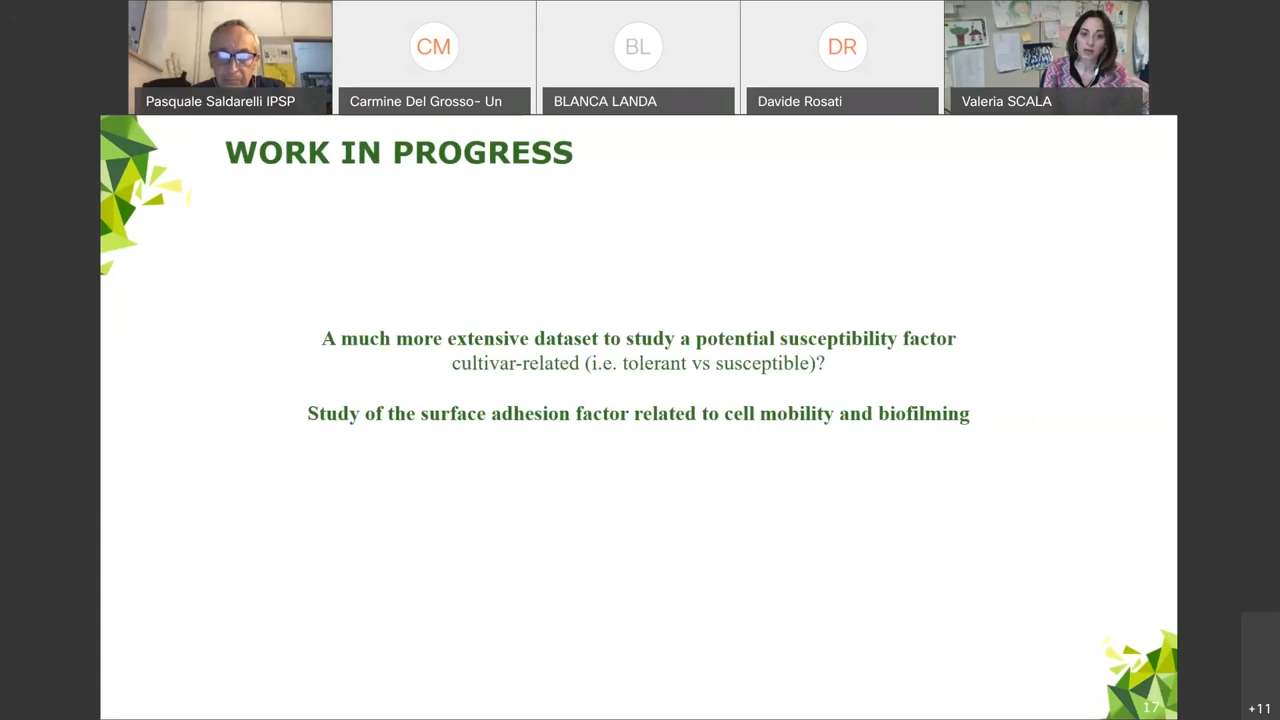 CM
BL
DR
Pasquale Saldarelli IPSP
Carmine Del Grosso- Un
BLANCA LANDA
Davide Rosati
Valeria SCALA
WORK IN PROGRESS
A much more extensive dataset to study a potential susceptibility factor
cultivar-related (i.e. tolerant vs susceptible)?
Study of the surface adhesion factor related to cell mobility and biofilming
17
+11